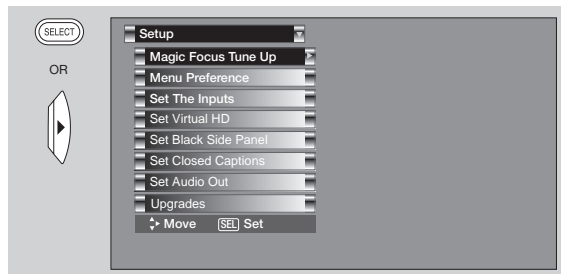 SELECT
OR
Setup
Magic Focus Tune Up
Menu Preference
Set The Inputs
Set Virtual HD
Set Black Side Panel
Set Closed Captions
Set Audio Out
Upgrades
Move SEL Set